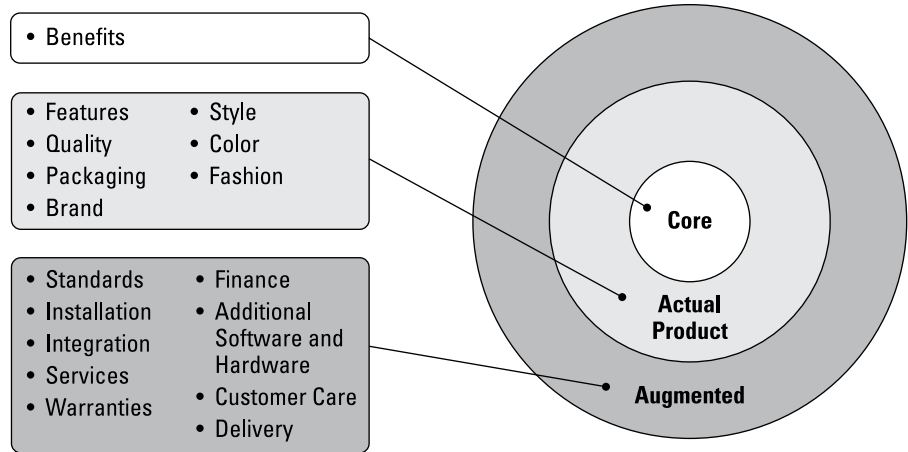 • Benefits
• Features
• Quality
• Packaging
• Brand
• Style
• Color
• Fashion
• Standards
• Installation
• Integration
• Services
• Warranties
• Finance
• Additional
Software and
Hardware
• Customer Care
• Delivery
Core
Actual
Product
Augmented